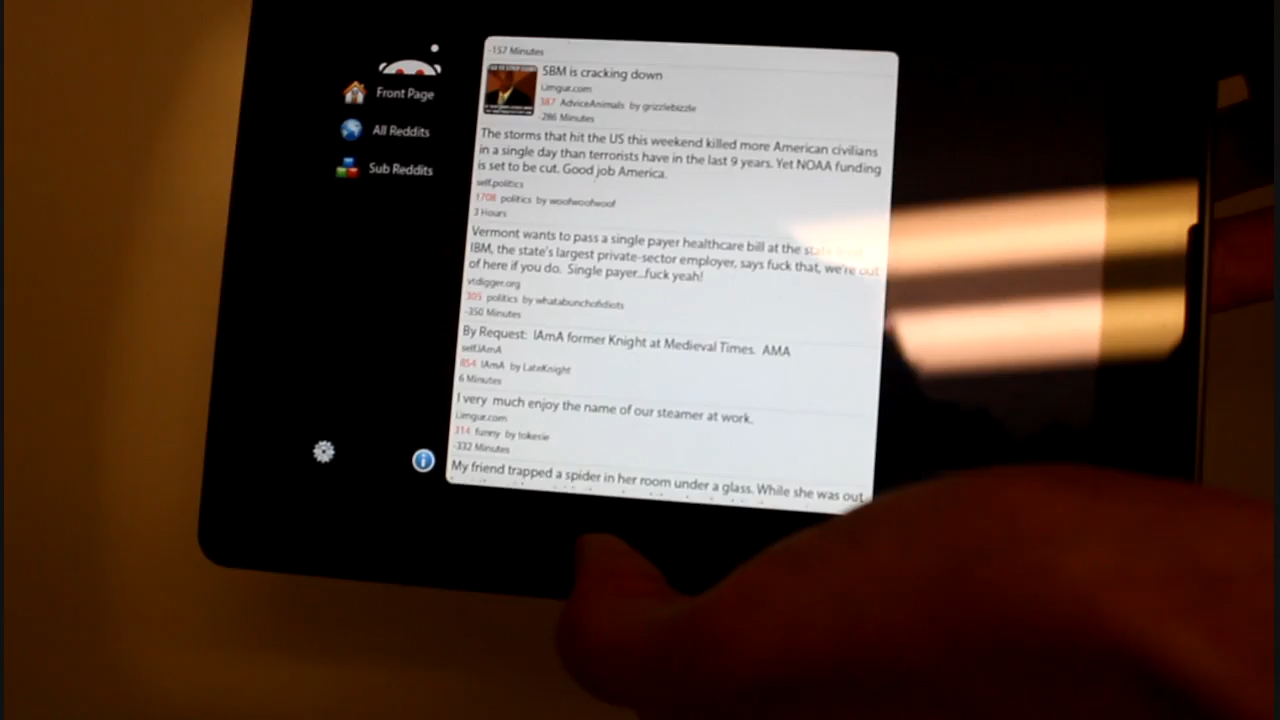 -157 Minutes
SBM is cracking down
i.imgur.com
387 AdviceAnimals by grizzlebizzle
-286 Minutes
Front Page
All Reddits
Sub Reddits
The storms that hit the US this weekend killed more American civilians
in a single day than terrorists have in the last 9 years. Yet NOAA funding
is set to be cut. Good job America.
self.politics
1708 politics by woofwoofwoof
3 Hours
Vermont wants to pass a single payer healthcare bill at the state
IBM, the state's largest private-sector employer, says fuck that, we're out
of here if you do. Single payer...fuck yeah!
vtdigger.org
305 politics by whatabunchofidiots
-350 Minutes
By Request: IAmA former Knight at Medieval Times. AMA
self.IAmA
854 IAmA by LateKnight
6 Minutes
I very much enjoy the name of our steamer at work.
i.imgur.com
314 funny by tokesie
-332 Minutes
My friend trapped a spider in her room under a glass. While she was out